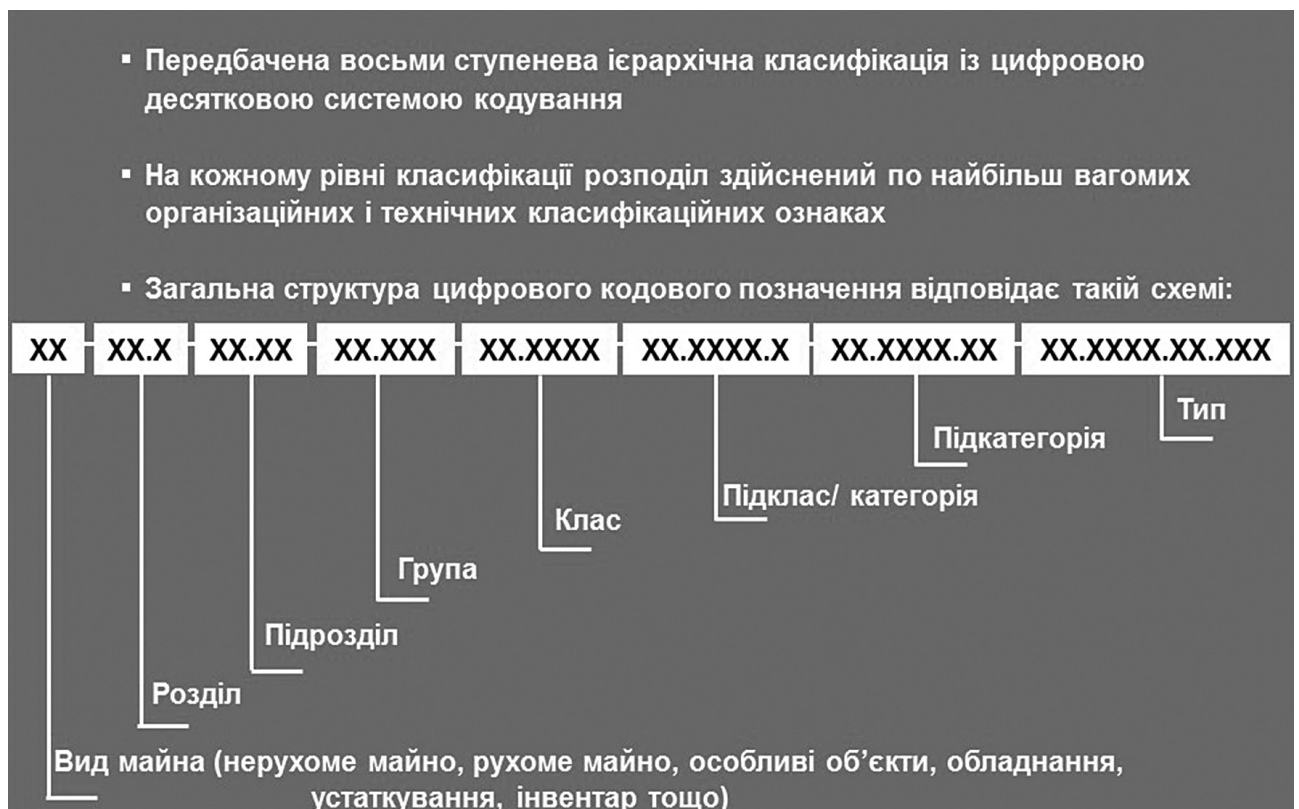 ▪ Передбачена восьми ступенева ієрархічна класифікація із цифровою
десятковою системою кодування
▪ На кожному рівні класифікації розподіл здійснений по найбільш вагомих
організаційних і технічних класифікаційних ознаках
▪ Загальна структура цифрового кодового позначення відповідає такій схемі:
XX - XX.X - XX.XX - XX.XXX - XX.XXXX - XX.XXXX.X - XX.XXXX.XX - XX.XXXX.XX.XXX
Тип
Підкатегорія
Підклас/ категорія
Клас
Група
Підрозділ
Розділ
Вид майна (нерухоме майно, рухоме майно, особливі об’єкти, обладнання,
устаткування, інвентар тощо)